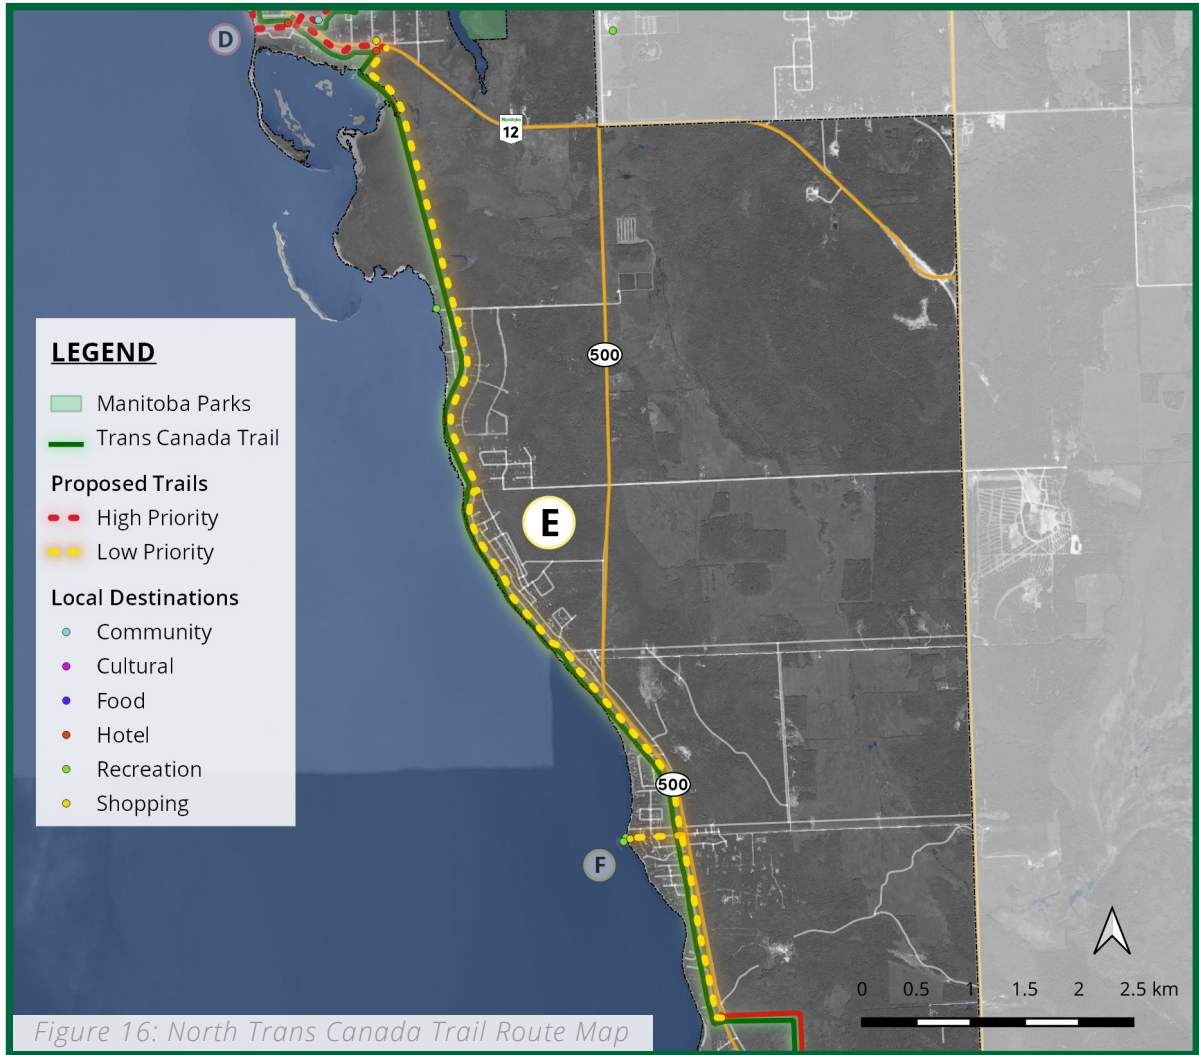 D
Manitoba
12
500
LEGEND
Manitoba Parks
Trans Canada Trail
Proposed Trails
High Priority
Low Priority
Local Destinations
Community
Cultural
Food
Hotel
Recreation
Shopping
E
500
F
0 0.5 1 1.5 2 2.5 km
Figure 16: North Trans Canada Trail Route Map